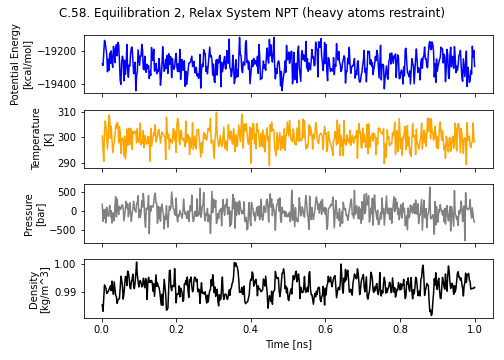 C.58. Equilibration 2, Relax System NPT (heavy atoms restraint)
Potential Energy
[kcal/mol]
−19200
−19400
Temperature
[K]
310
300
290
Pressure
[bar]
500
0
−500
Density
[kg/m^3]
1.00
0.99
0.0 0.2 0.4 0.6 0.8 1.0
Time [ns]